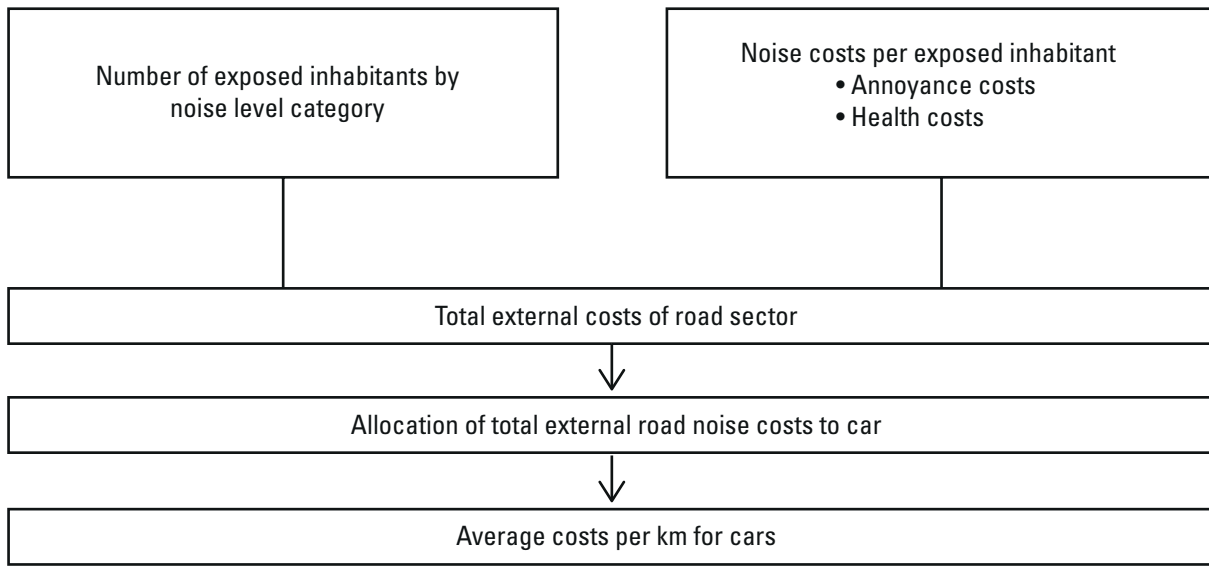 Number of exposed inhabitants by
noise level category
Noise costs per exposed inhabitant
• Annoyance costs
• Health costs
Total external costs of road sector
Allocation of total external road noise costs to car
Average costs per km for cars